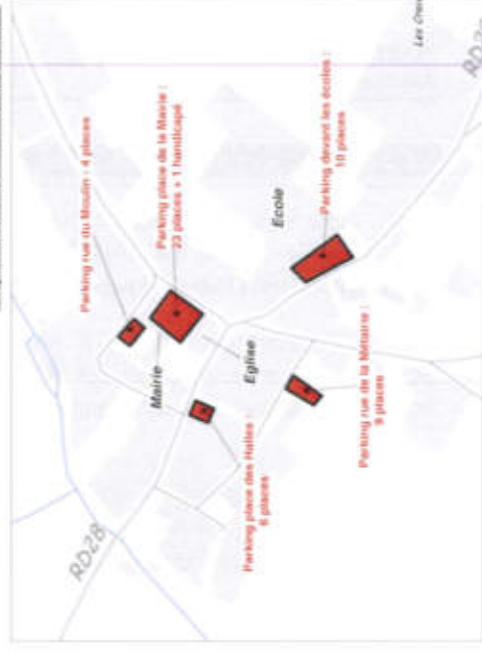 Parking rue du Moulin : 4 places
Parking place de la Mairie :
23 places + 1 handicapé
Parking devant les écoles :
10 places
Ecole
Mairie
Eglise
Parking place des Halles :
6 places
Parking rue de la Métairie :
9 places
RD28
Les